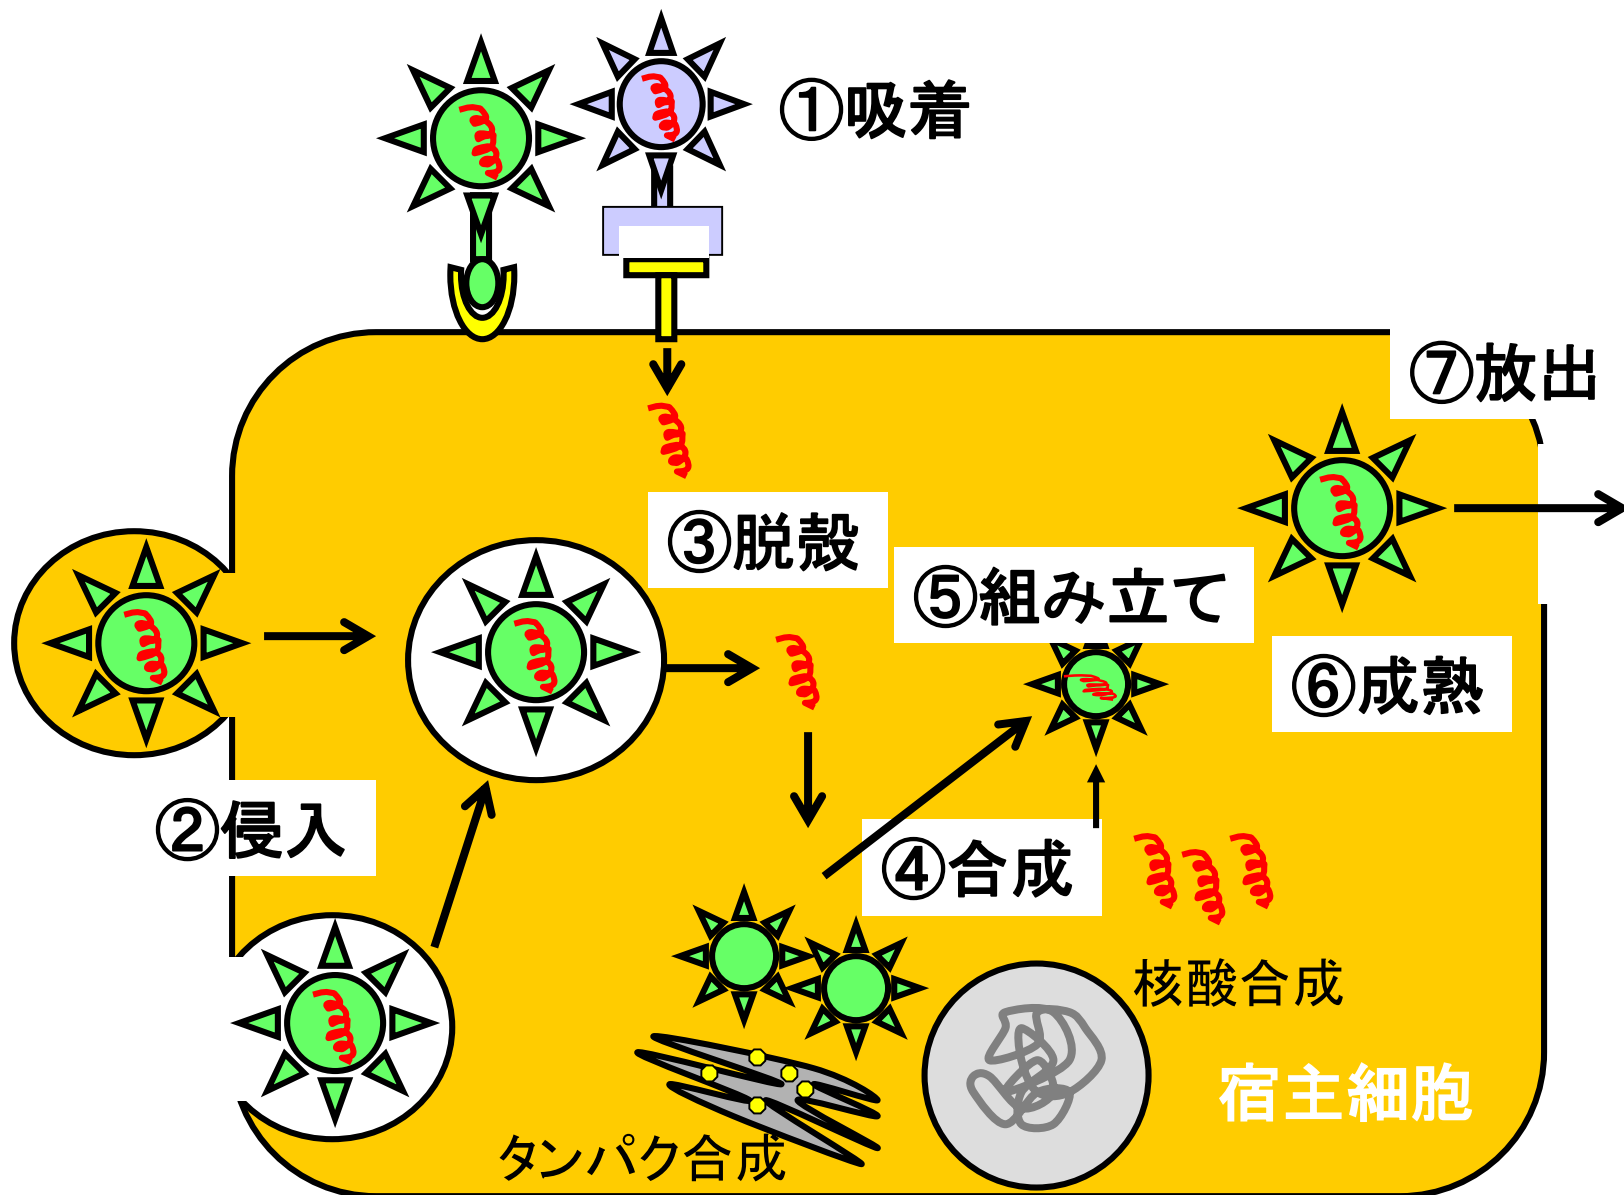 ①吸着
⑦放出
③脱殻
⑤組み立て
⑥成熟
②侵入
④合成
核酸合成
宿主細胞
タンパク合成